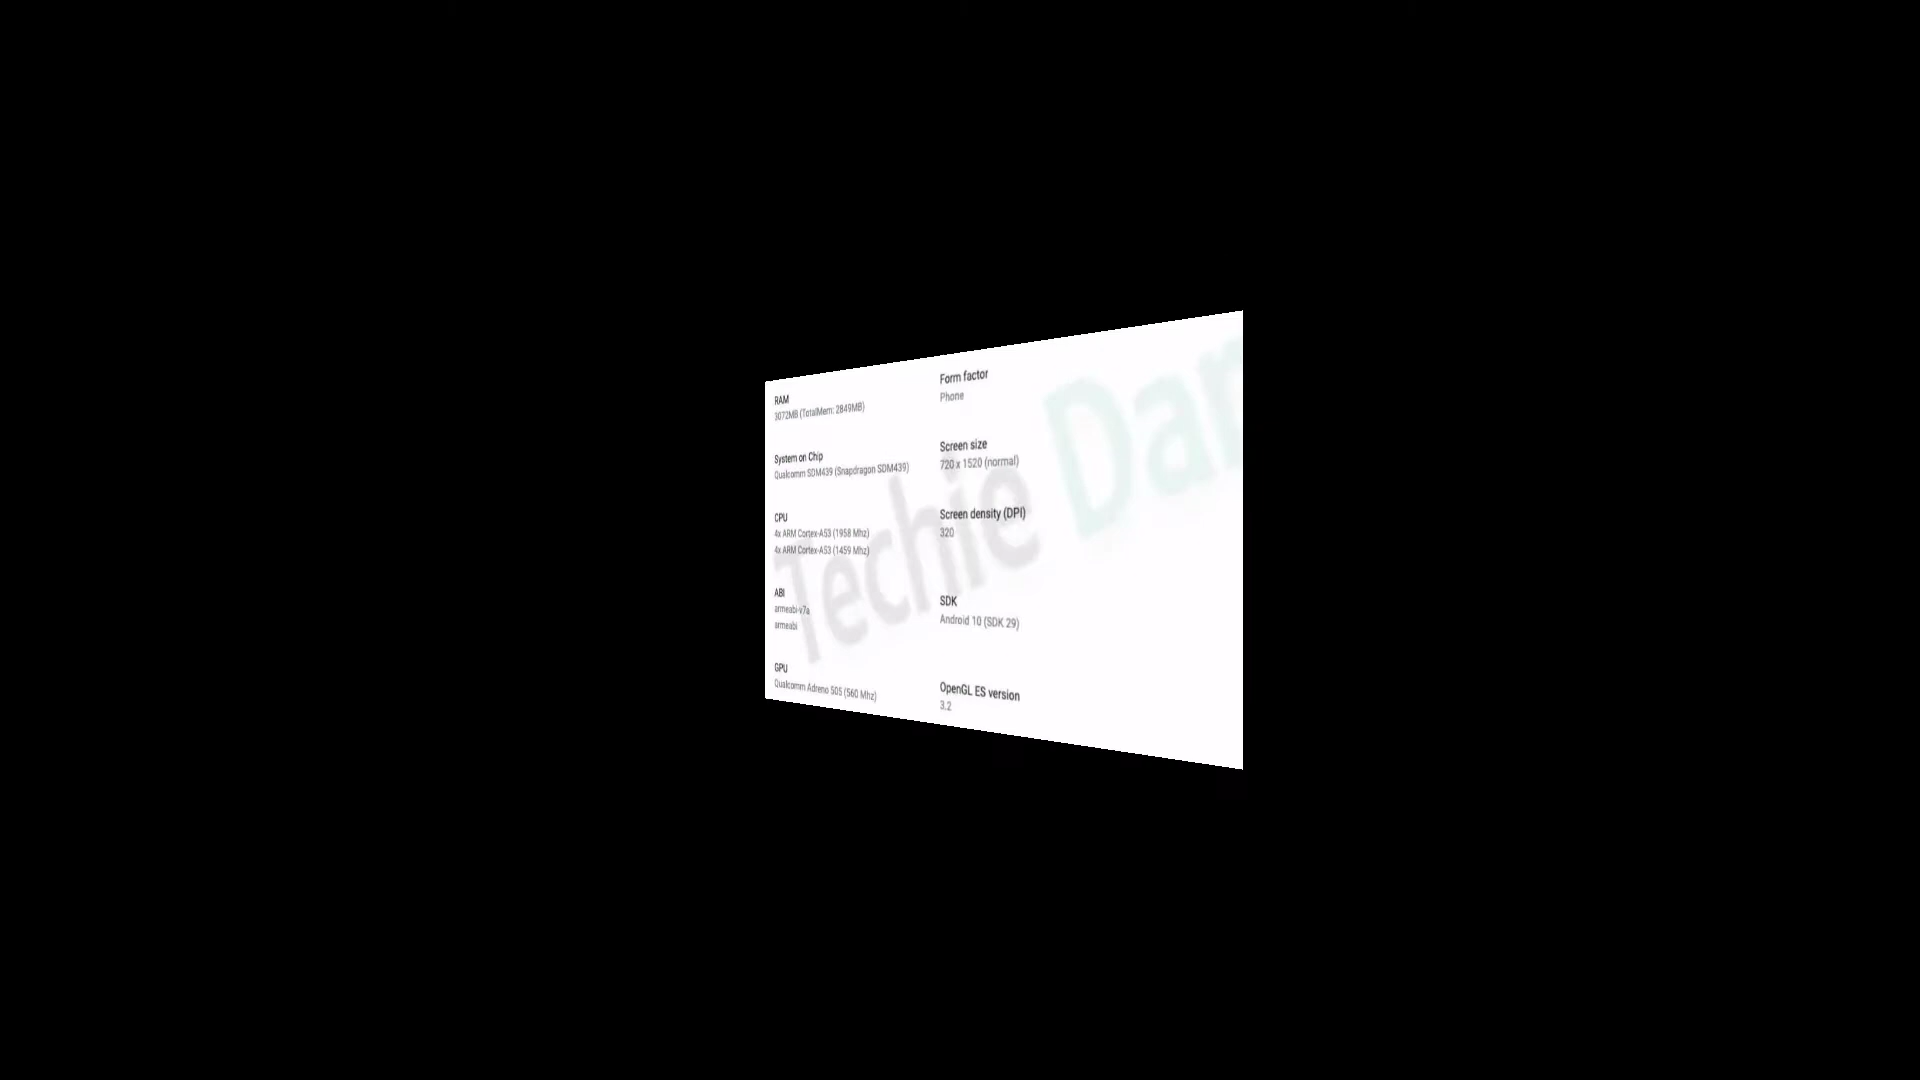 RAM
3072MB (TotalMem: 2849MB)
System on Chip
Qualcomm SDM439 (Snapdragon SDM439)
CPU
4x ARM Cortex-A53 (1958 Mhz)
4x ARM Cortex-A53 (1459 Mhz)
ABI
armeabi-v7a
armeabi
GPU
Qualcomm Adreno 505 (560 Mhz)
Form factor
Phone
Screen size
720 x 1520 (normal)
Screen density (DPI)
320
SDK
Android 10 (SDK 29)
OpenGL ES version
3.2
Techie